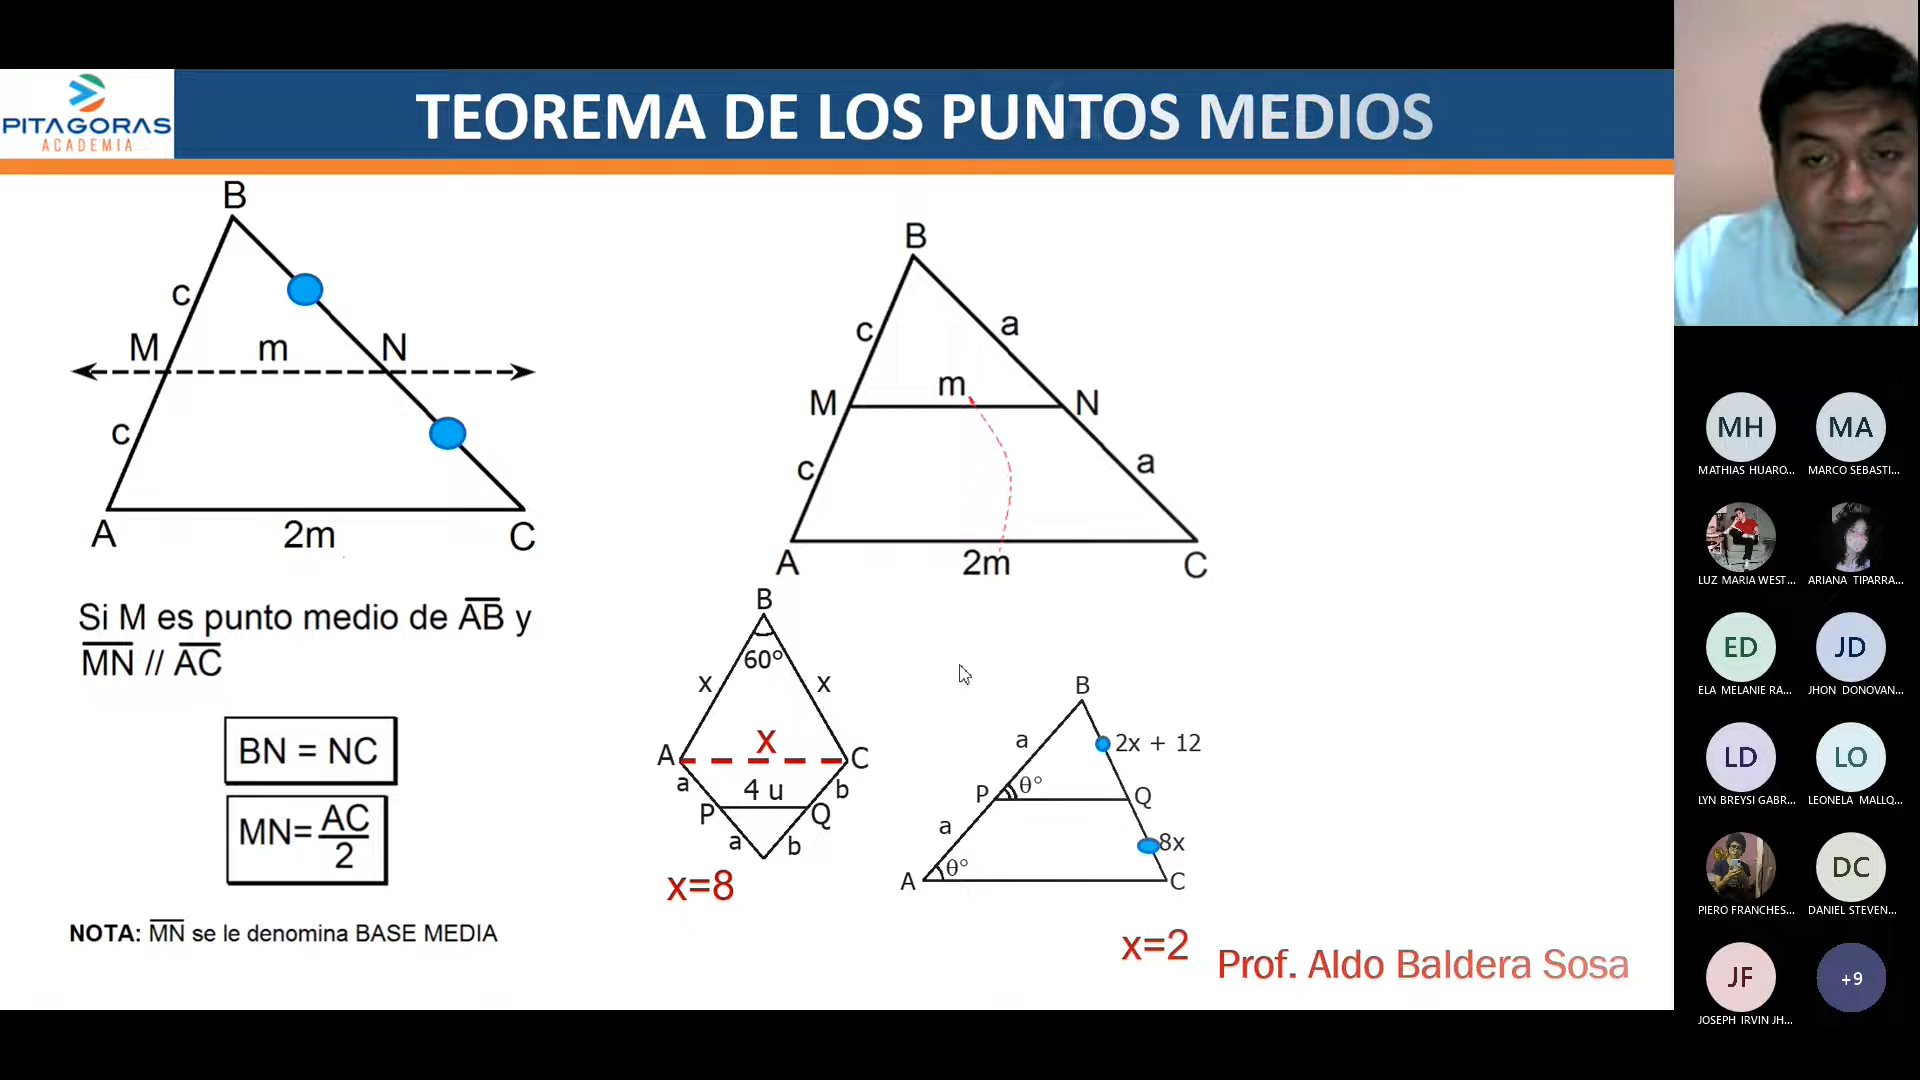 PITAGORAS
ACADEMIA
TEOREMA DE LOS PUNTOS MEDIOS
B
c
M
m
N
c
A
2m
C
Si M es punto medio de AB y
MN // AC
BN = NC
MN= AC/2
NOTA: MN se le denomina BASE MEDIA
B
c
a
M
m
N
c
a
A
2m
C
B
60°
x
x
A
x
C
a
4 u
b
P
Q
a
b
x=8
B
a
2x + 12
P
θ°
Q
a
8x
A
θ°
C
x=2
Prof. Aldo Baldera Sosa
MH
MA
MATHIAS HUARO...
MARCO SEBASTI...
LUZ MARIA WEST...
ARIANA TIPARRA...
ED
JD
ELA MELANIE RA...
JHON DONOVAN...
LD
LO
LYN BREYSI GABR...
LEONELA MALLQ...
DC
PIERO FRANCHES...
DANIEL STEVEN...
JF
+9
JOSEPH IRVIN JH...